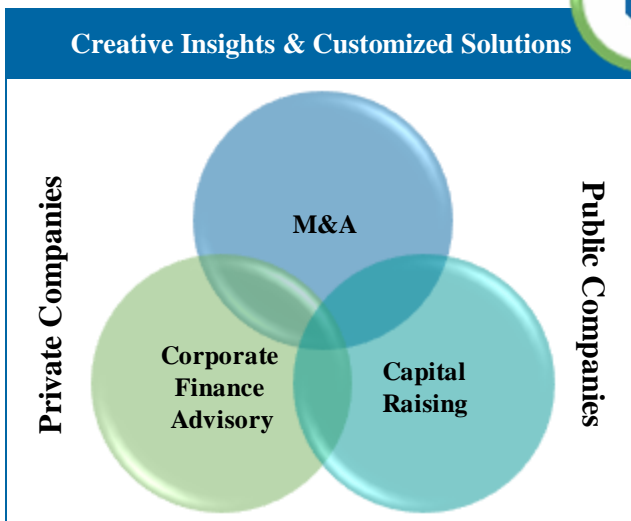 Creative Insights & Customized Solutions
Private Companies
M&A
Public Companies
Corporate
Finance
Advisory
Capital
Raising